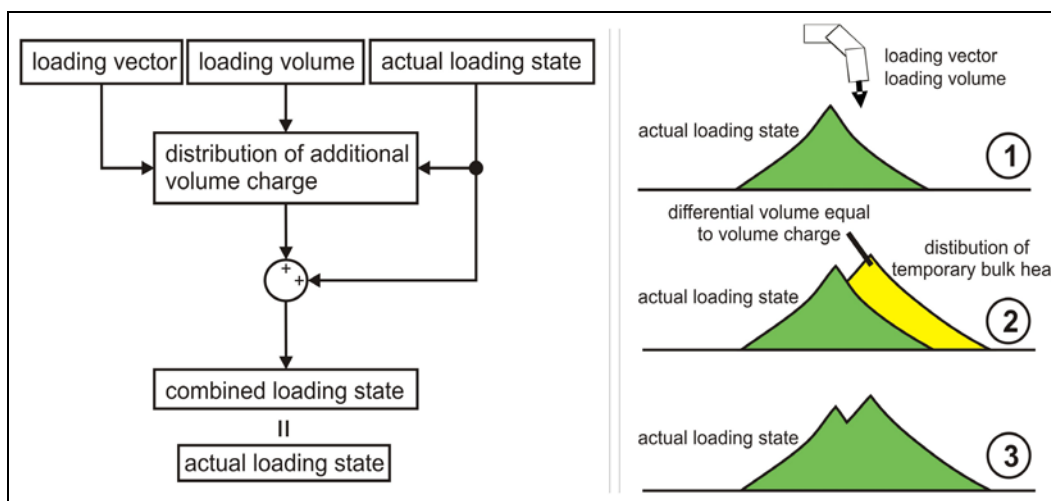 loading vector
loading volume
actual loading state
distribution of additional
volume charge
+
+
combined loading state
=
actual loading state
loading vector
loading volume
actual loading state
1
differential volume equal
to volume charge
distibution of
temporary bulk hea
actual loading state
2
actual loading state
3